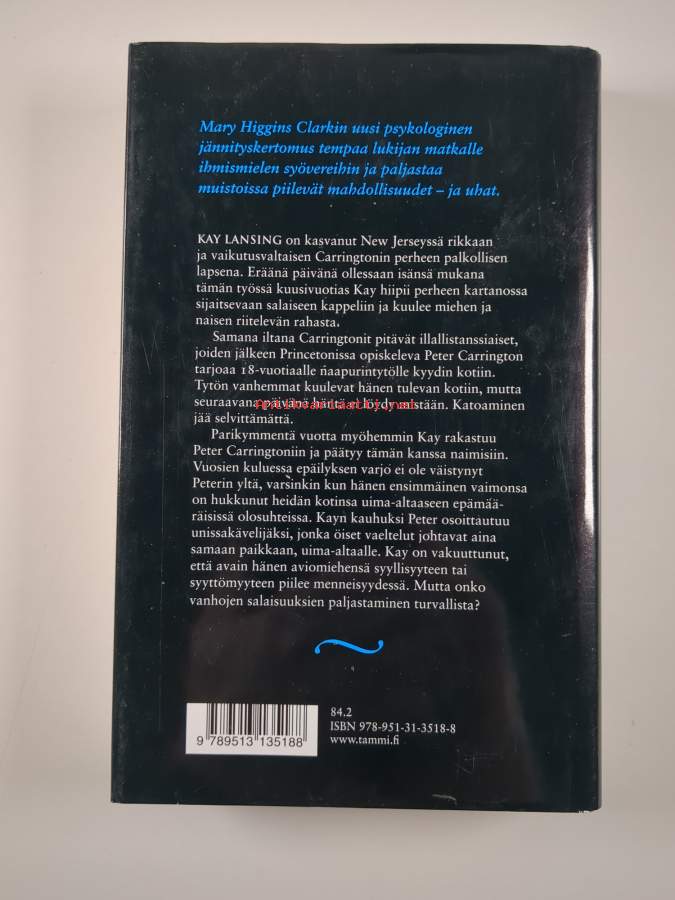 Mary Higgins Clarkin uusi psykologinen
jännityskertomus tempaa lukijan matkalle
ihmismielen syövereihin ja paljastaa
muistoissa piilevät mahdollisuudet – ja uhat.
KAY LANSING on kasvanut New Jerseyssä rikkaan
ja vaikutusvaltaisen Carringtonin perheen palkollisen
lapsena. Eräänä päivänä ollessaan isänsä mukana
tämän työssä kuusivuotias Kay hiipii perheen kartanossa
sijaitsevaan salaiseen kappeliin ja kuulee miehen ja
naisen riitelevän rahasta.
Samana iltana Carringtonit pitävät illallistanssiaiset,
joiden jälkeen Princetonissa opiskeleva Peter Carrington
tarjoaa 18-vuotiaalle naapurintytölle kyydin kotiin.
Tytön vanhemmat kuulevat hänen tulevan kotiin, mutta
seuraavana päivänä häntä ei löydy mistään. Katoaminen
jää selvittämättä.
Parikymmentä vuotta myöhemmin Kay rakastuu
Peter Carringtoniin ja päätyy tämän kanssa naimisiin.
Vuosien kuluessa epäilyksen varjo ei ole väistynyt
Peterin yltä, varsinkin kun hänen ensimmäinen vaimonsa
on hukkunut heidän kotinsa uima-altaaseen epämää-
räisissä olosuhteissa. Kayn kauhuksi Peter osoittautuu
unissakävelijäksi, jonka öiset vaeltelut johtavat aina
samaan paikkaan, uima-altaalle. Kay on vakuuttunut,
että avain hänen aviomiehensä syyllisyyteen tai
syyttömyyteen piilee menneisyydessä. Mutta onko
vanhojen salaisuuksien paljastaminen turvallista?
84.2
ISBN 978-951-31-3518-8
www.tammi.fi
9 789513 135188